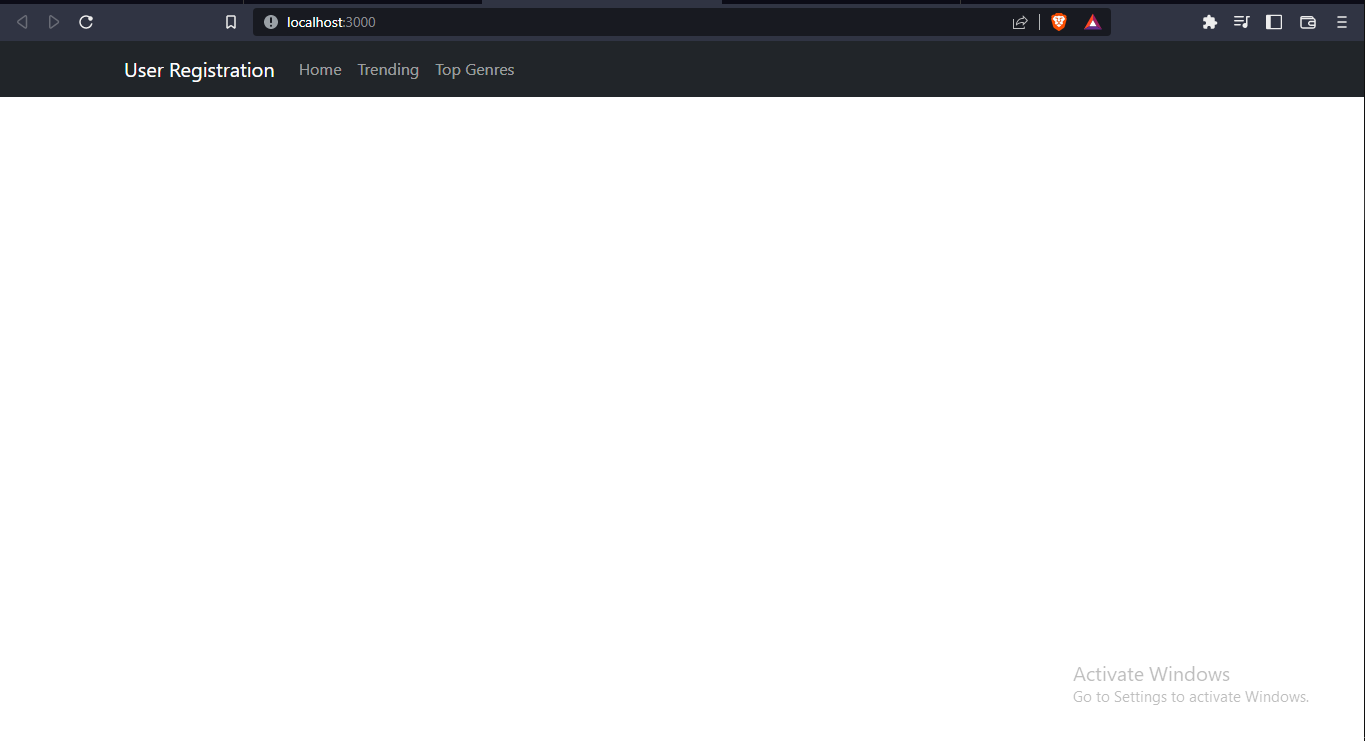 localhost:3000
User Registration Home Trending Top Genres
Activate Windows
Go to Settings to activate Windows.